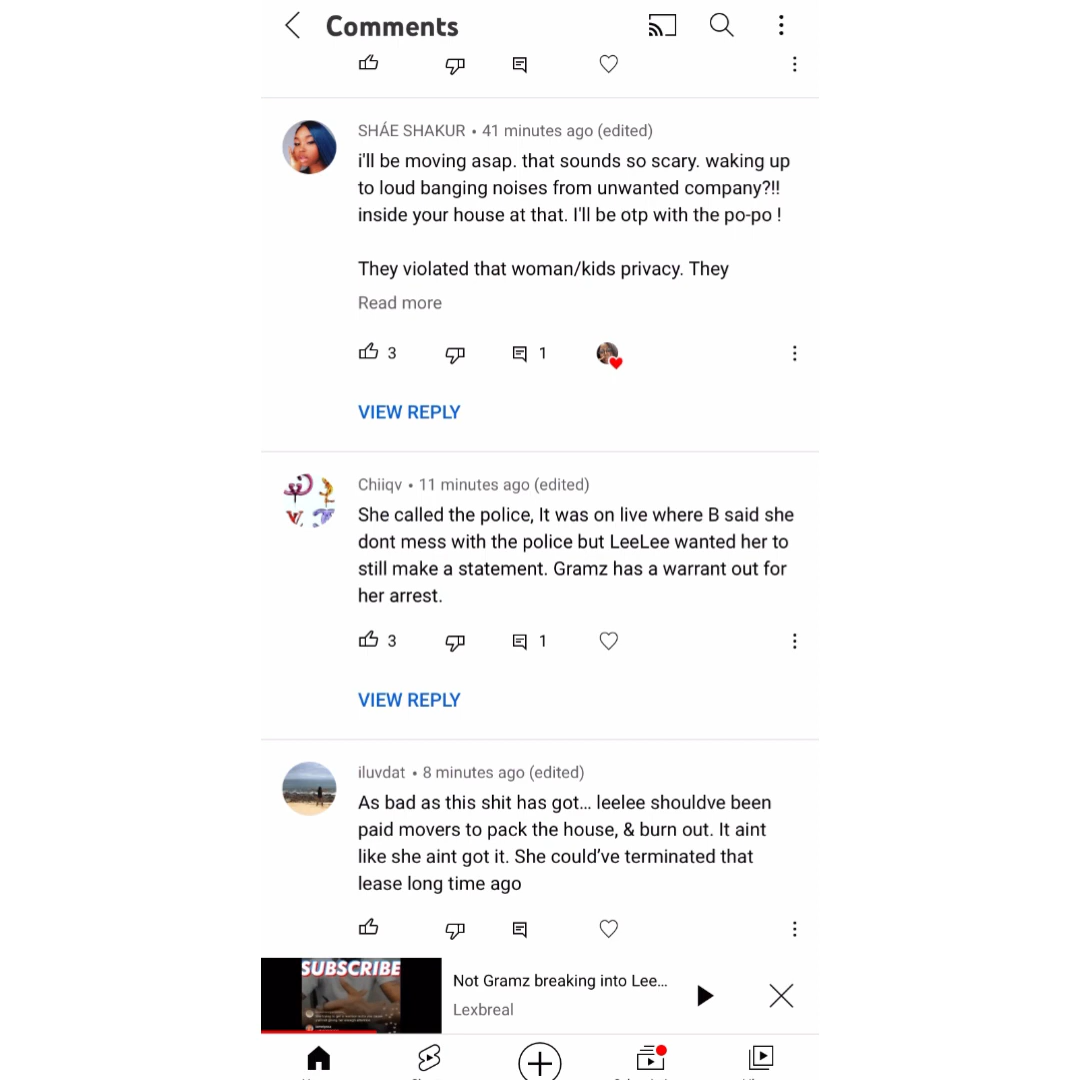 Comments
SHÁE SHAKUR • 41 minutes ago (edited)
i'll be moving asap. that sounds so scary. waking up
to loud banging noises from unwanted company?!!
inside your house at that. I'll be otp with the po-po !
They violated that woman/kids privacy. They
Read more
3
1
VIEW REPLY
Chiiqv • 11 minutes ago (edited)
She called the police, It was on live where B said she
dont mess with the police but LeeLee wanted her to
still make a statement. Gramz has a warrant out for
her arrest.
3
1
VIEW REPLY
iluvdat • 8 minutes ago (edited)
As bad as this shit has got... leelee shouldve been
paid movers to pack the house, & burn out. It aint
like she aint got it. She could’ve terminated that
lease long time ago
SUBSCRIBE
Not Gramz breaking into Lee...
Lexbreal